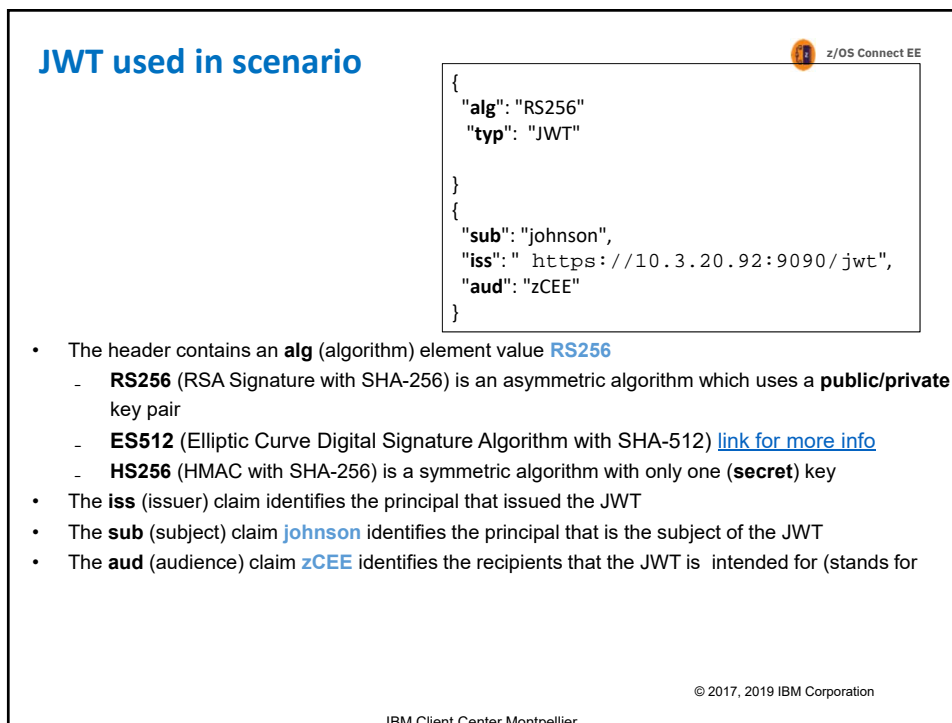 JWT used in scenario
z/OS Connect EE
{
"alg": "RS256"
"typ": "JWT"
}
{
"sub": "johnson",
"iss": " https://10.3.20.92:9090/jwt",
"aud": "zCEE"
}
• The header contains an alg (algorithm) element value RS256
– RS256 (RSA Signature with SHA-256) is an asymmetric algorithm which uses a public/private
key pair
– ES512 (Elliptic Curve Digital Signature Algorithm with SHA-512) link for more info
– HS256 (HMAC with SHA-256) is a symmetric algorithm with only one (secret) key
• The iss (issuer) claim identifies the principal that issued the JWT
• The sub (subject) claim johnson identifies the principal that is the subject of the JWT
• The aud (audience) claim zCEE identifies the recipients that the JWT is intended for (stands for
© 2017, 2019 IBM Corporation
IBM Client Center Montpellier